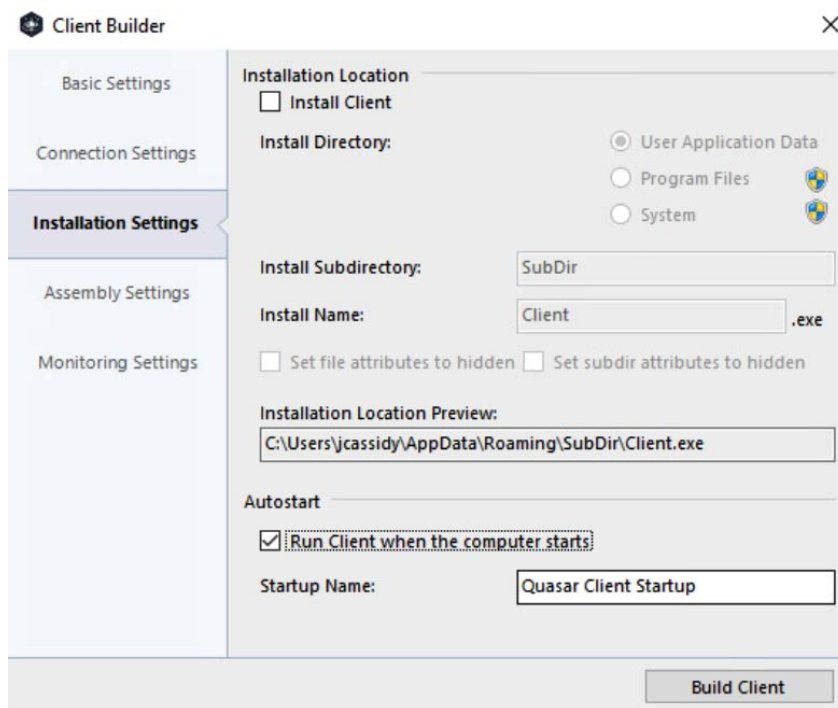 Client Builder
Basic Settings
Connection Settings
Installation Settings
Assembly Settings
Monitoring Settings
Installation Location
Install Client
Install Directory:
User Application Data
Program Files
System
Install Subdirectory:
SubDir
Install Name:
Client
.exe
Set file attributes to hidden
Set subdir attributes to hidden
Installation Location Preview:
C:\Users\jcassidy\AppData\Roaming\SubDir\Client.exe
Autostart
Run Client when the computer starts
Startup Name:
Quasar Client Startup
Build Client